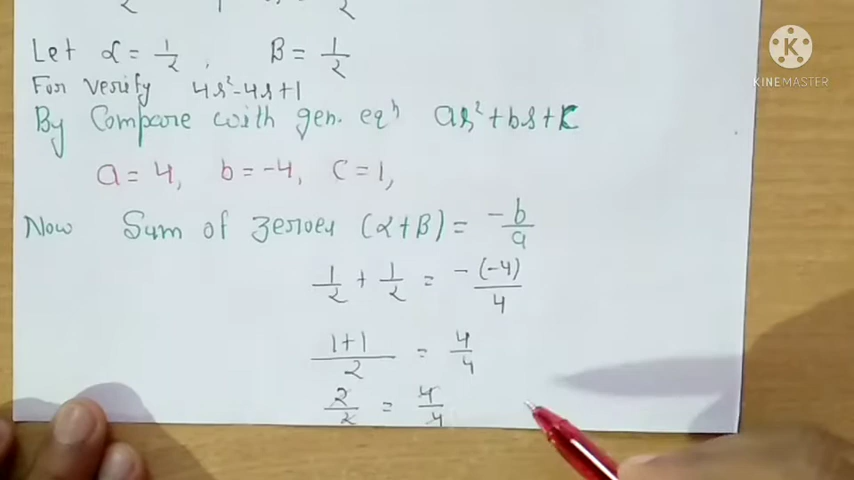 Let α = 1/2, β = 1/2
For verify 4s²-4s+1
By Compare with gen. eqⁿ as²+bs+c
a = 4, b = -4, c = 1,
Now Sum of zeroes (α+β) = -b/a
1/2 + 1/2 = -(-4)/4
1+1/2 = 4/4
2/2 = 4/4
KINEMASTER